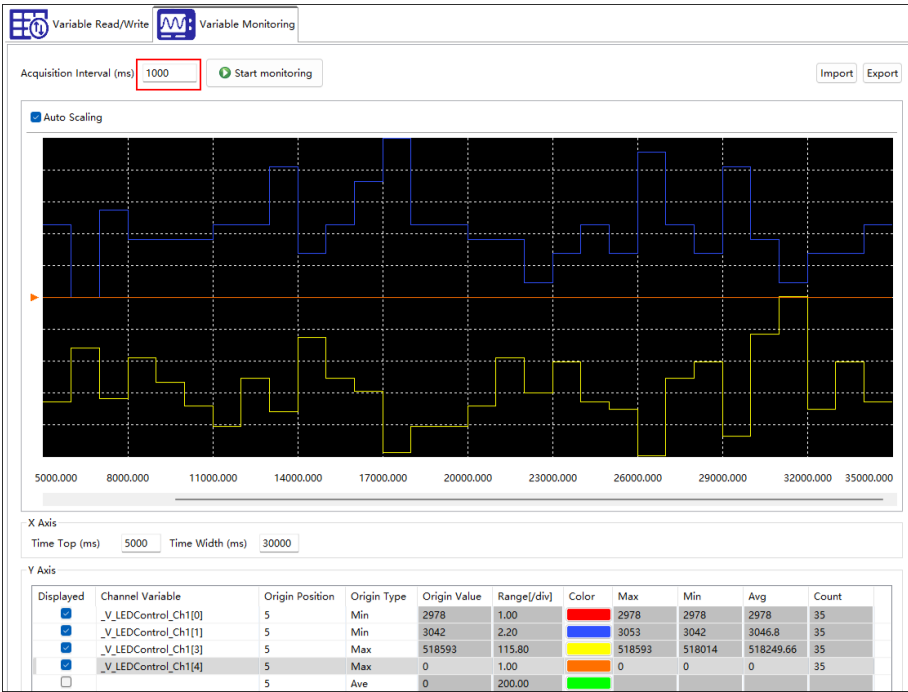 Variable Read/Write Variable Monitoring
Acquisition Interval (ms) 1000 Start monitoring Import Export
Auto Scaling
5000.000 8000.000 11000.000 14000.000 17000.000 20000.000 23000.000 26000.000 29000.000 32000.000 35000.000
X Axis
Time Top (ms) 5000 Time Width (ms) 30000
Y Axis
Displayed Channel Variable Origin Position Origin Type Origin Value Range[/div] Color Max Min Avg Count
_V_LEDControl_Ch1[0] 5 Min 2978 1.00 2978 2978 2978 35
_V_LEDControl_Ch1[1] 5 Min 3042 2.20 3053 3042 3046.8 35
_V_LEDControl_Ch1[3] 5 Max 518593 115.80 518593 518014 518249.66 35
_V_LEDControl_Ch1[4] 5 Max 0 1.00 0 0 0 35
5 Ave 0 200.00